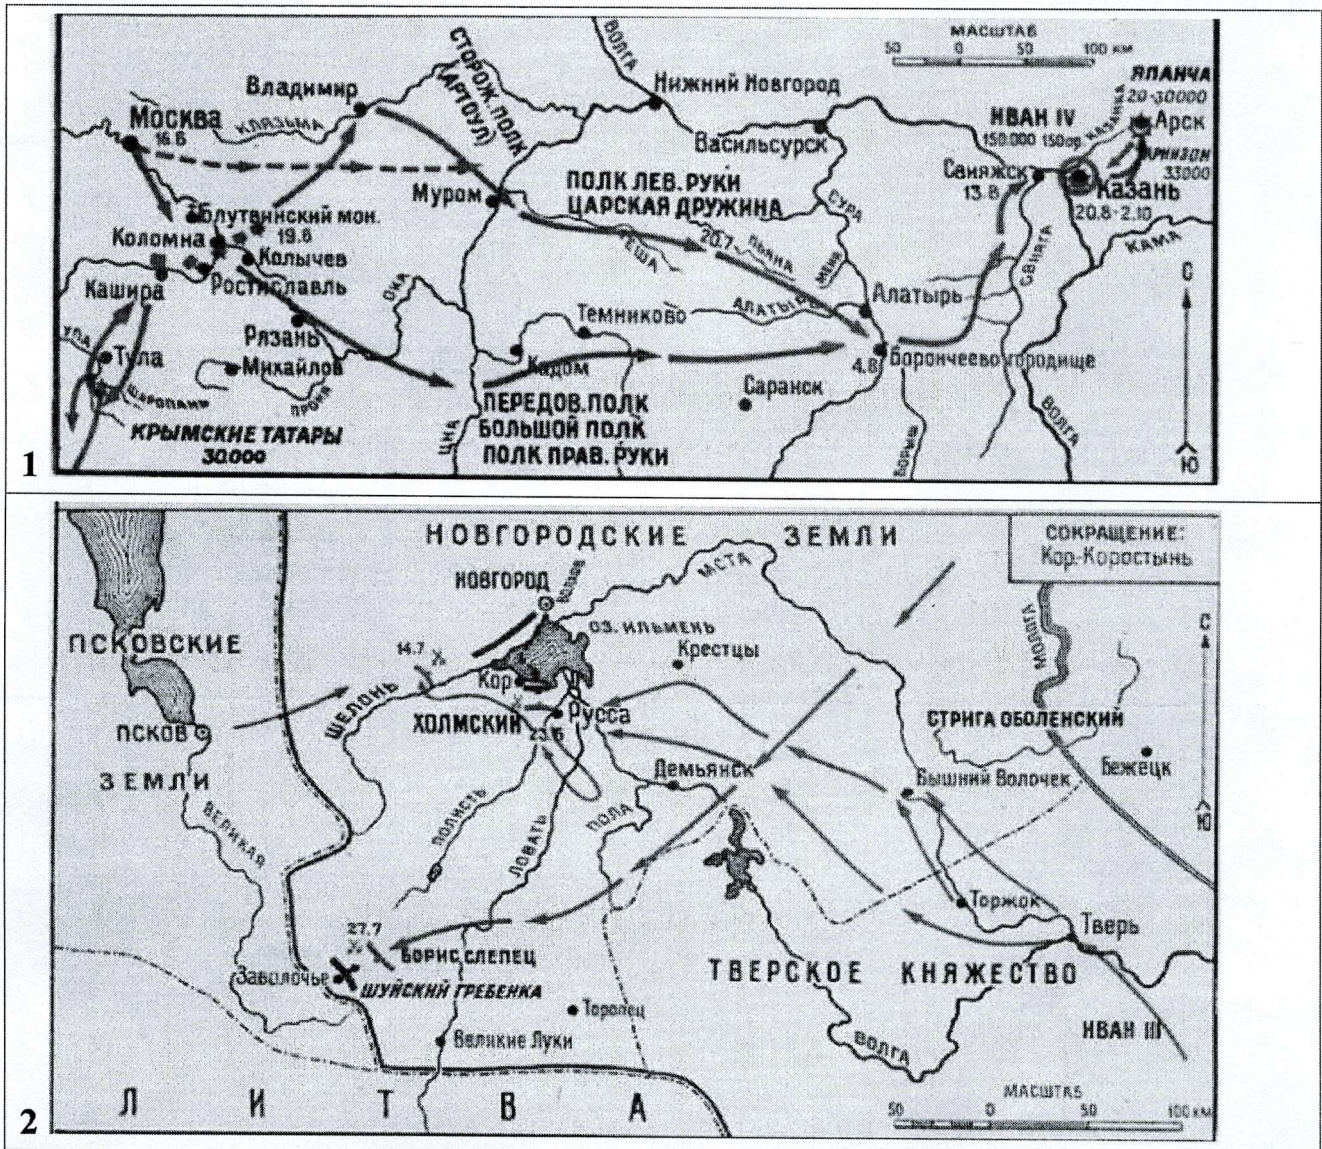 МАСШТАБ
50 0 50 100 КМ
ВОЛГА
Нижний Новгород
ЯПАНЧА
20-30000
Арск
Владимир
СТОРОЖ. ПОЛК
(АРТОУЛ)
Москва
16.6
КЛЯЗЬМА
Васильсурск
ИВАН IV
150.000 150ор.
КАЗАНКА
33000
Свияжск
13.8
Казань
20.8-2.10
Муром
ПОЛК ЛЕВ. РУКИ
ЦАРСКАЯ ДРУЖИНА
СУРА
мон.
19.6
Коломна
Колычев
ТЕША
20.7
ПЬЯНА
МЕНЯ
СВИЯГА
КАМА
С
Кашира
Ростиславль
ОКА
Темниково
АЛАТЫРЬ
Алатырь
Рязань
Тула
Михайлов
ПРОНЯ
Кадом
4.8
Борончеево городище
Саранск
КРЫМСКИЕ ТАТАРЫ
30.000
ЦНА
ПЕРЕДОВ. ПОЛК
БОЛЬШОЙ ПОЛК
ПОЛК ПРАВ. РУКИ
ВОЛГА
Ю
1
НОВГОРОДСКИЕ ЗЕМЛИ
СОКРАЩЕНИЕ:
Кор.-Коростынь
НОВГОРОД
МСТА
ОЗ. ИЛЬМЕНЬ
Крестцы
МОЛОГА
С
ПСКОВСКИЕ
14.7
Кор
ШЕЛОНЬ
ХОЛМСКИЙ
Русса
23.6
СТРИГА ОБОЛЕНСКИЙ
ПСКОВ
ЗЕМЛИ
Демьянск
Вышний Волочек
Бежецк
Ю
ВЕЛИКАЯ
ПОЛИСТЬ
ЛОВАТЬ
ПОЛА
Торжок
Тверь
27.7
БОРИС СЛЕПЕЦ
Заволочье
ШУЙСКИЙ ГРЕБЕНКА
ТВЕРСКОЕ КНЯЖЕСТВО
Торопец
Великие Луки
ИВАН III
ВОЛГА
ЛИТВА
МАСШТАБ
50 0 50 100 КМ
2